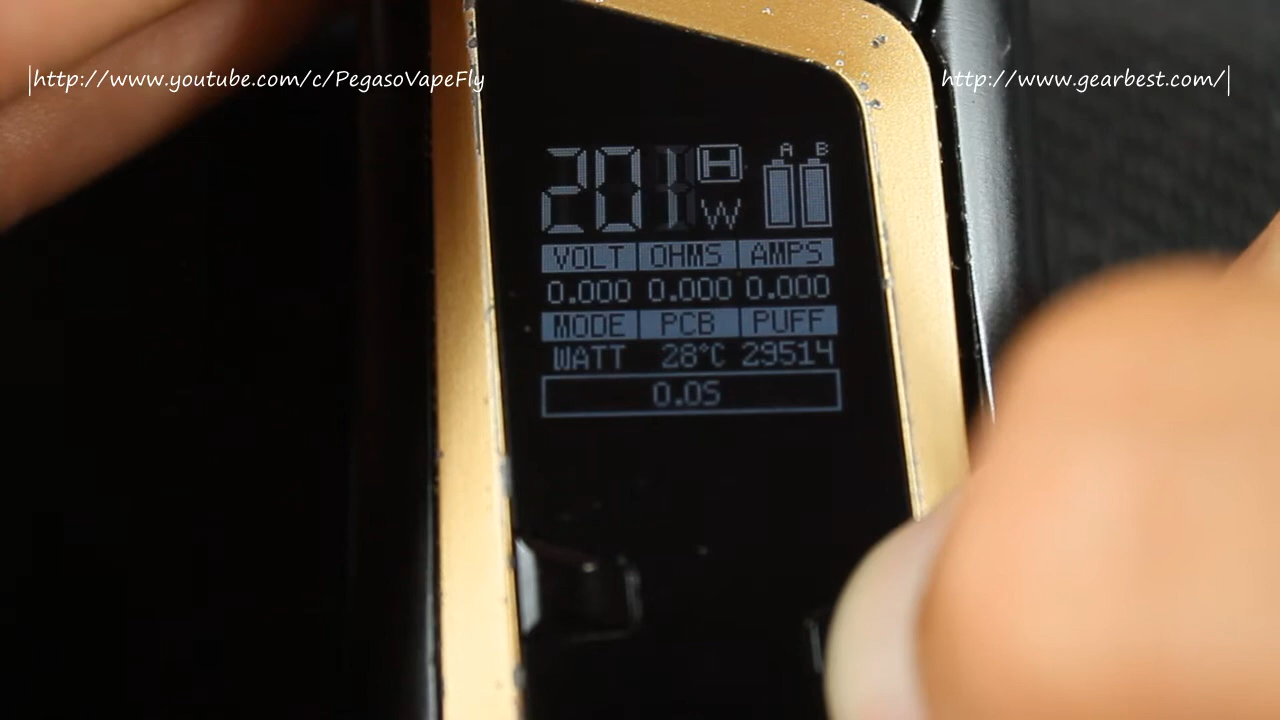 |http://www.youtube.com/c/PegasoVapeFly
http://www.gearbest.com/|
A B
20 H
W
VOLT OHMS AMPS
0.000 0.000 0.000
MODE PCB PUFF
WATT 28°C 29514
0.0S